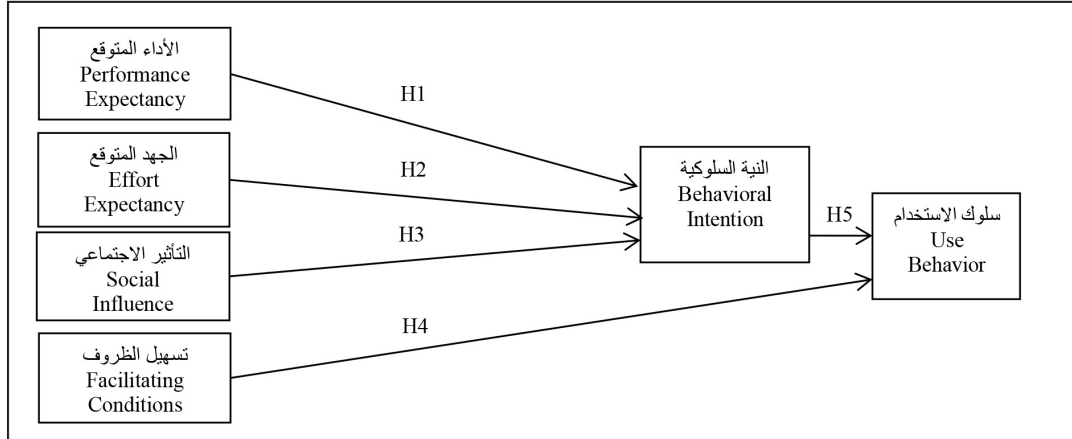 الأداء المتوقع
Performance
Expectancy
H1
الجهد المتوقع
Effort
Expectancy
H2
التأثير الاجتماعي
Social
Influence
H3
تسهيل الظروف
Facilitating
Conditions
H4
النية السلوكية
Behavioral
Intention
H5
سلوك الاستخدام
Use
Behavior